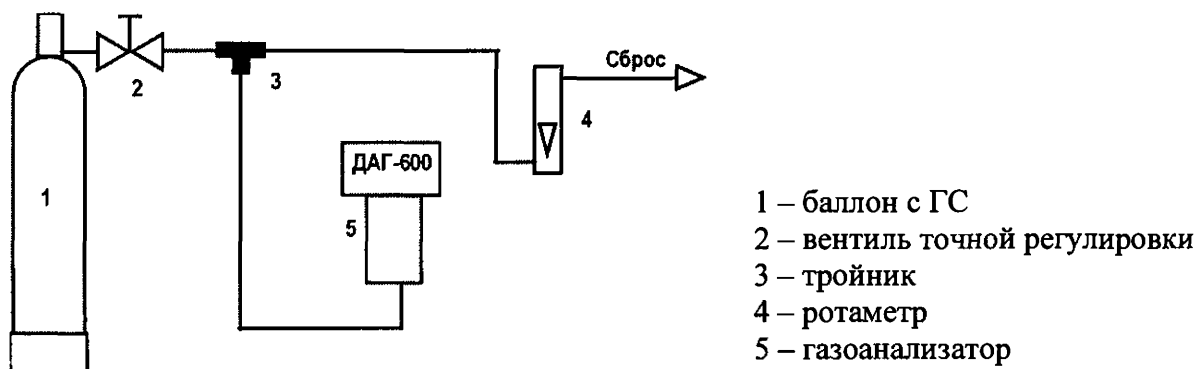 Сброс
2
3
4
ДАГ-600
1
5
1 – баллон с ГС
2 – вентиль точной регулировки
3 – тройник
4 – ротаметр
5 – газоанализатор